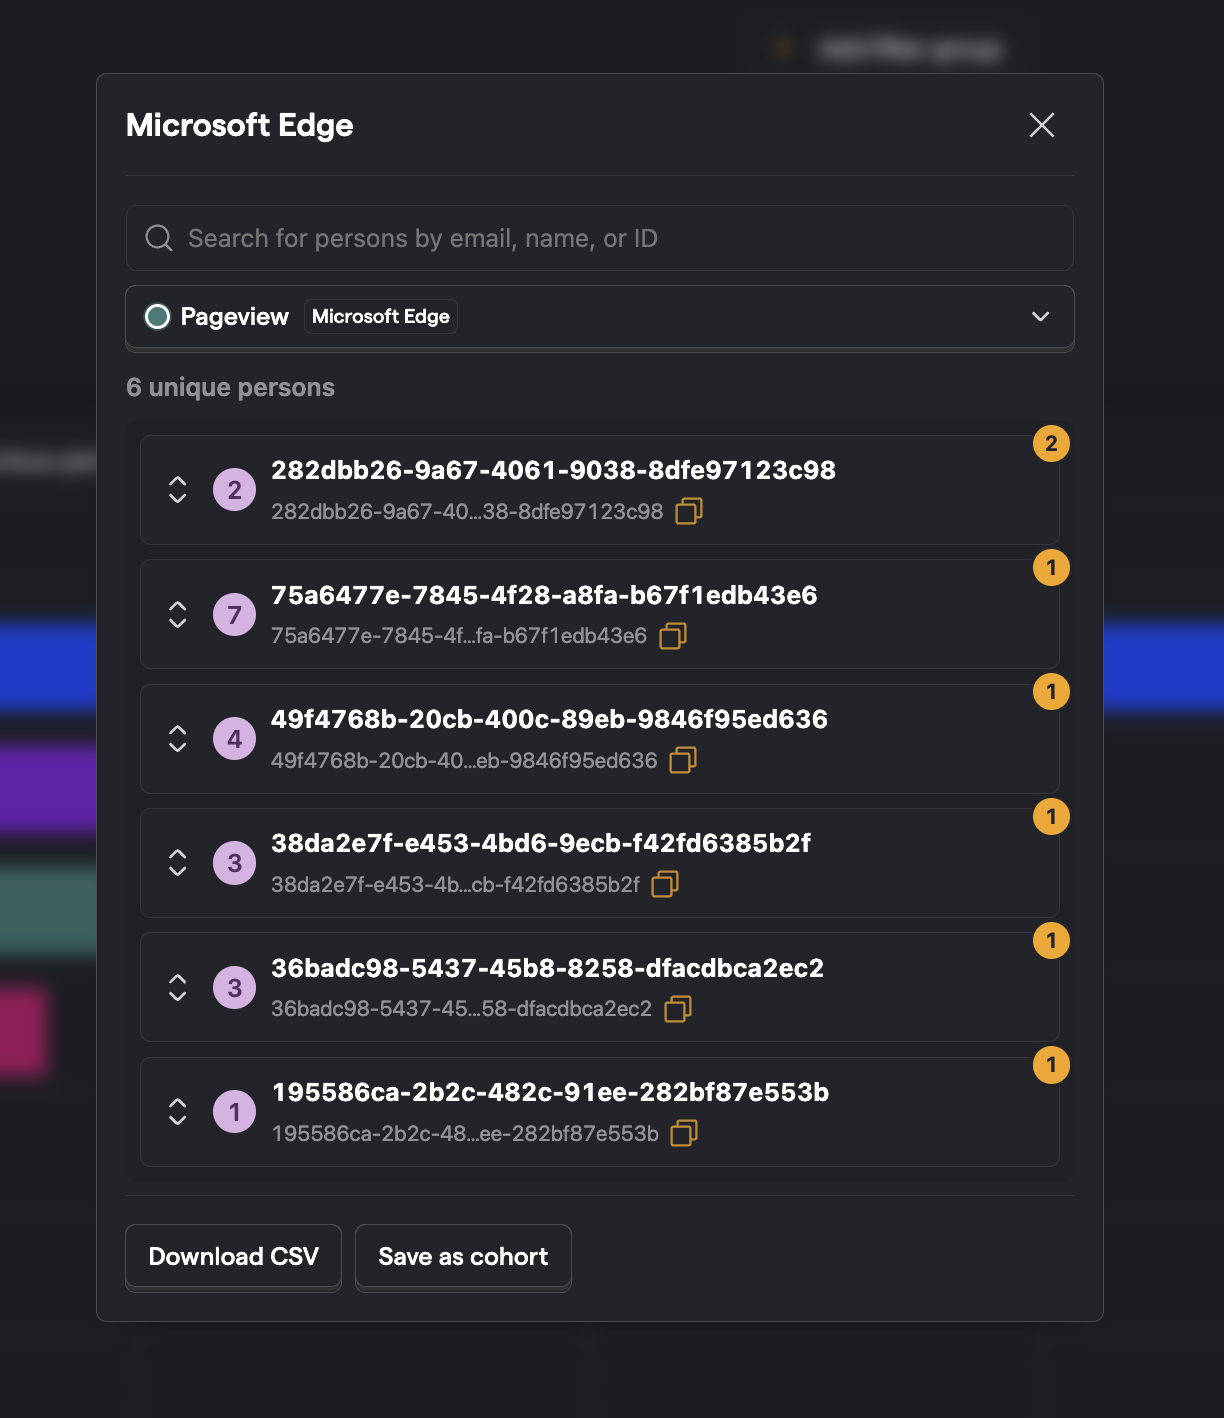 Add filter group
Microsoft Edge
Search for persons by email, name, or ID
Pageview Microsoft Edge
6 unique persons
2
2 282dbb26-9a67-4061-9038-8dfe97123c98
282dbb26-9a67-40...38-8dfe97123c98
1
7 75a6477e-7845-4f28-a8fa-b67f1edb43e6
75a6477e-7845-4f...fa-b67f1edb43e6
1
4 49f4768b-20cb-400c-89eb-9846f95ed636
49f4768b-20cb-40...eb-9846f95ed636
1
3 38da2e7f-e453-4bd6-9ecb-f42fd6385b2f
38da2e7f-e453-4b...cb-f42fd6385b2f
1
3 36badc98-5437-45b8-8258-dfacdbca2ec2
36badc98-5437-45...58-dfacdbca2ec2
1
1 195586ca-2b2c-482c-91ee-282bf87e553b
195586ca-2b2c-48...ee-282bf87e553b
Download CSV Save as cohort